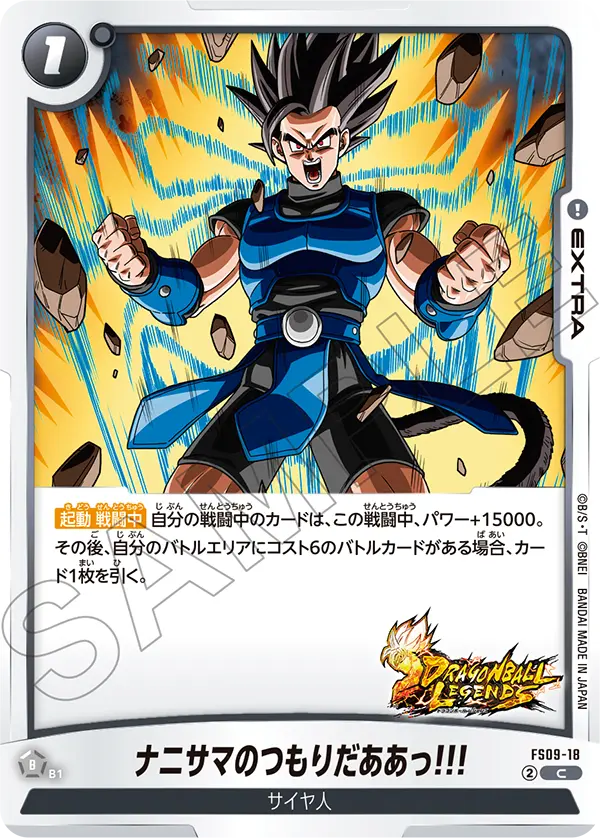 1
EXTRA
起動 戦闘中 自分の戦闘中のカードは、この戦闘中、パワー+15000。
その後、自分のバトルエリアにコスト6のバトルカードがある場合、カー
ド1枚を引く。
SAMPLE
©B/S・T ©BNEI BANDAI MADE IN JAPAN
DRAGONBALL
LEGENDS
FS09-18
ナニサマのつもりだああっ!!!
② C
B B1
サイヤ人